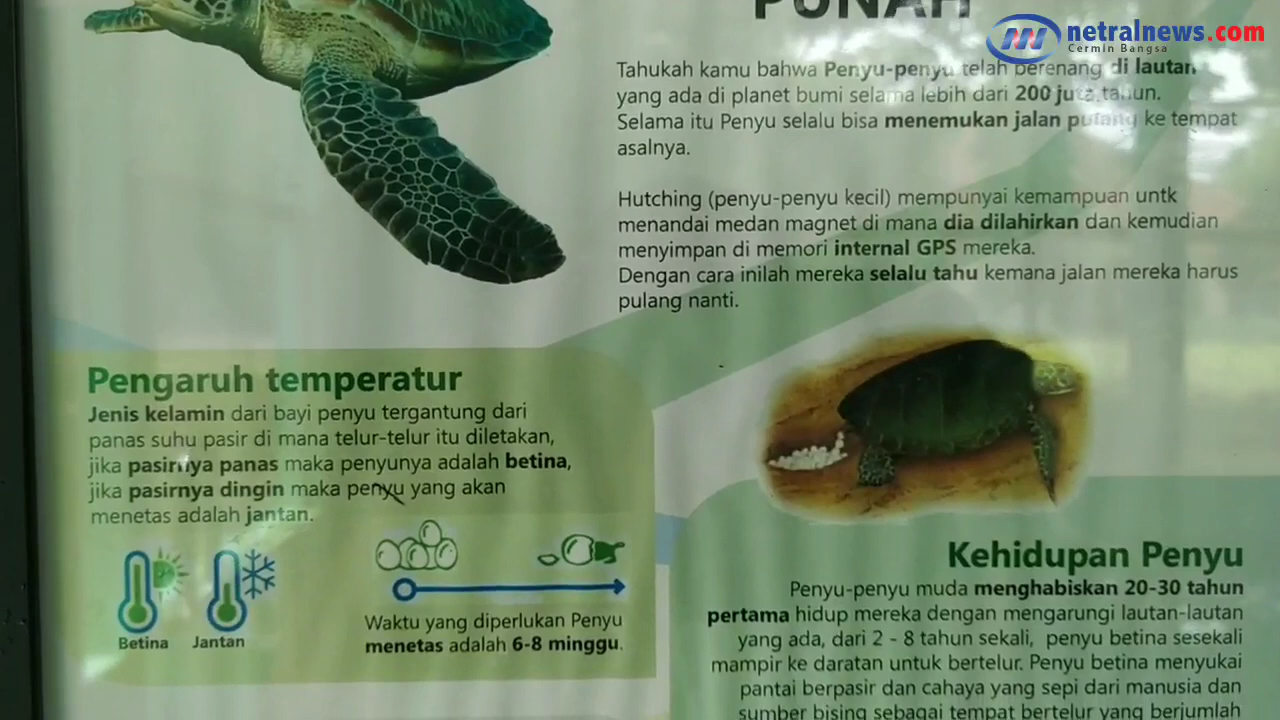 PUNAH
netralnews.com
Cermin Bangsa
Tahukah kamu bahwa Penyu-penyu telah berenang di lautan
yang ada di planet bumi selama lebih dari 200 juta tahun.
Selama itu Penyu selalu bisa menemukan jalan pulang ke tempat
asalnya.
Hutching (penyu-penyu kecil) mempunyai kemampuan untk
menandai medan magnet di mana dia dilahirkan dan kemudian
menyimpan di memori internal GPS mereka.
Dengan cara inilah mereka selalu tahu kemana jalan mereka harus
pulang nanti.
Pengaruh temperatur
Jenis kelamin dari bayi penyu tergantung dari
panas suhu pasir di mana telur-telur itu diletakan,
jika pasirnya panas maka penyunya adalah betina,
jika pasirnya dingin maka penyu yang akan
menetas adalah jantan.
Betina
Jantan
Waktu yang diperlukan Penyu
menetas adalah 6-8 minggu.
Kehidupan Penyu
Penyu-penyu muda menghabiskan 20-30 tahun
pertama hidup mereka dengan mengarungi lautan-lautan
yang ada, dari 2 - 8 tahun sekali, penyu betina sesekali
mampir ke daratan untuk bertelur. Penyu betina menyukai
pantai berpasir dan cahaya yang sepi dari manusia dan
sumber bising sebagai tempat bertelur yang berjumlah